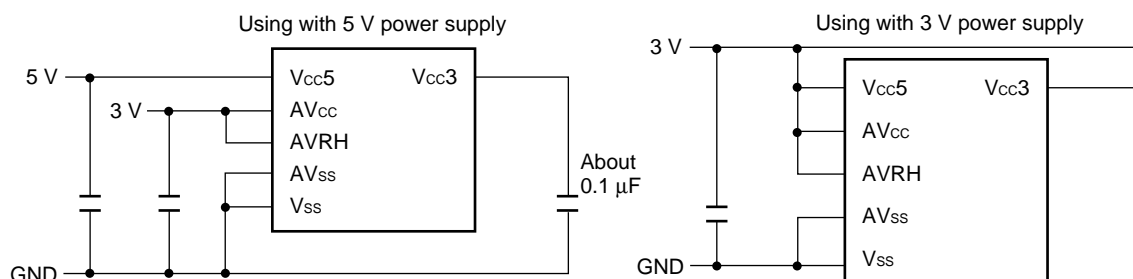 Using with 5 V power supply
5 V
3 V
GND
VCC5
AVCC
AVRH
AVSS
VSS
VCC3
About
0.1 μF
Using with 3 V power supply
3 V
GND
VCC5
AVCC
AVRH
AVSS
VSS
VCC3